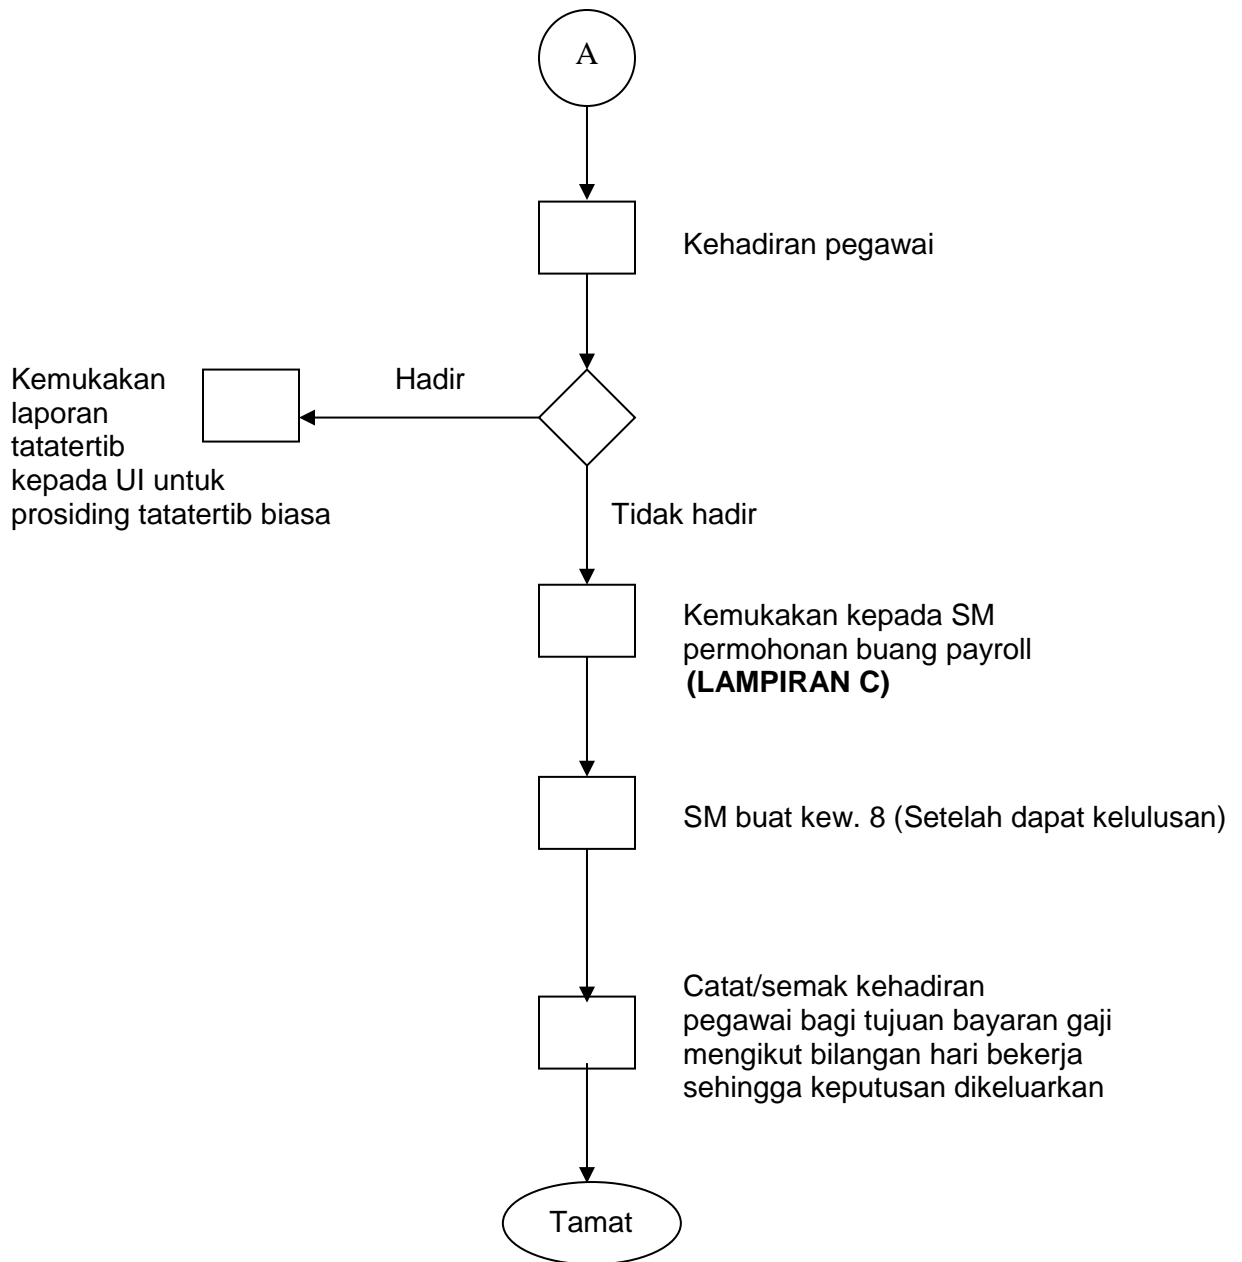 A
Kehadiran pegawai
Kemukakan
laporan
tatatertib
kepada UI untuk
prosiding tatatertib biasa
Hadir
Tidak hadir
Kemukakan kepada SM
permohonan buang payroll
(LAMPIRAN C)
SM buat kew. 8 (Setelah dapat kelulusan)
Catat/semak kehadiran
pegawai bagi tujuan bayaran gaji
mengikut bilangan hari bekerja
sehingga keputusan dikeluarkan
Tamat